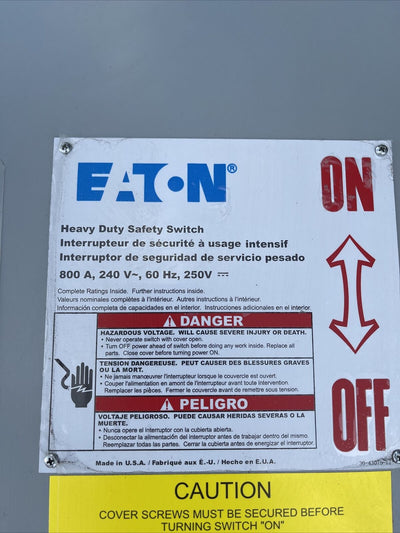 EATON®
ON
Heavy Duty Safety Switch
Interrupteur de sécurité à usage intensif
Interruptor de seguridad de servicio pesado
800 A, 240 V~, 60 Hz, 250V ⎓
Complete Ratings Inside. Further instructions inside.
Valeurs nominales complètes à l'intérieur. Autres instructions à l'intérieur.
Información completa de capacidades en el interior. Instrucciones adicionales en el interior.
⚠ DANGER
HAZARDOUS VOLTAGE. WILL CAUSE SEVERE INJURY OR DEATH.
• Never operate switch with cover open.
• Turn OFF power ahead of switch before doing any work inside. Replace all
parts. Close cover before turning power ON.
TENSION DANGEREUSE. PEUT CAUSER DES BLESSURES GRAVES
OU LA MORT.
• Ne jamais manœuvrer l'interrupteur lorsque le couvercle est ouvert.
• Couper l'alimentation en amont de l'interrupteur avant toute intervention.
Remplacer les pièces. Fermer le couvercle avant de remettre sous tension.
⚠ PELIGRO
VOLTAJE PELIGROSO. PUEDE CAUSAR HERIDAS SEVERAS O LA
MUERTE.
• Nunca opere el interruptor con la cubierta abierta.
• Desconectar la alimentación del interruptor antes de trabajar dentro del mismo.
Reemplazar todas las partes. Cerrar la cubierta antes de energizar el interruptor.
OFF
Made in U.S.A. / Fabriqué aux É.-U. / Hecho en E.U.A.
CAUTION
COVER SCREWS MUST BE SECURED BEFORE
TURNING SWITCH "ON"